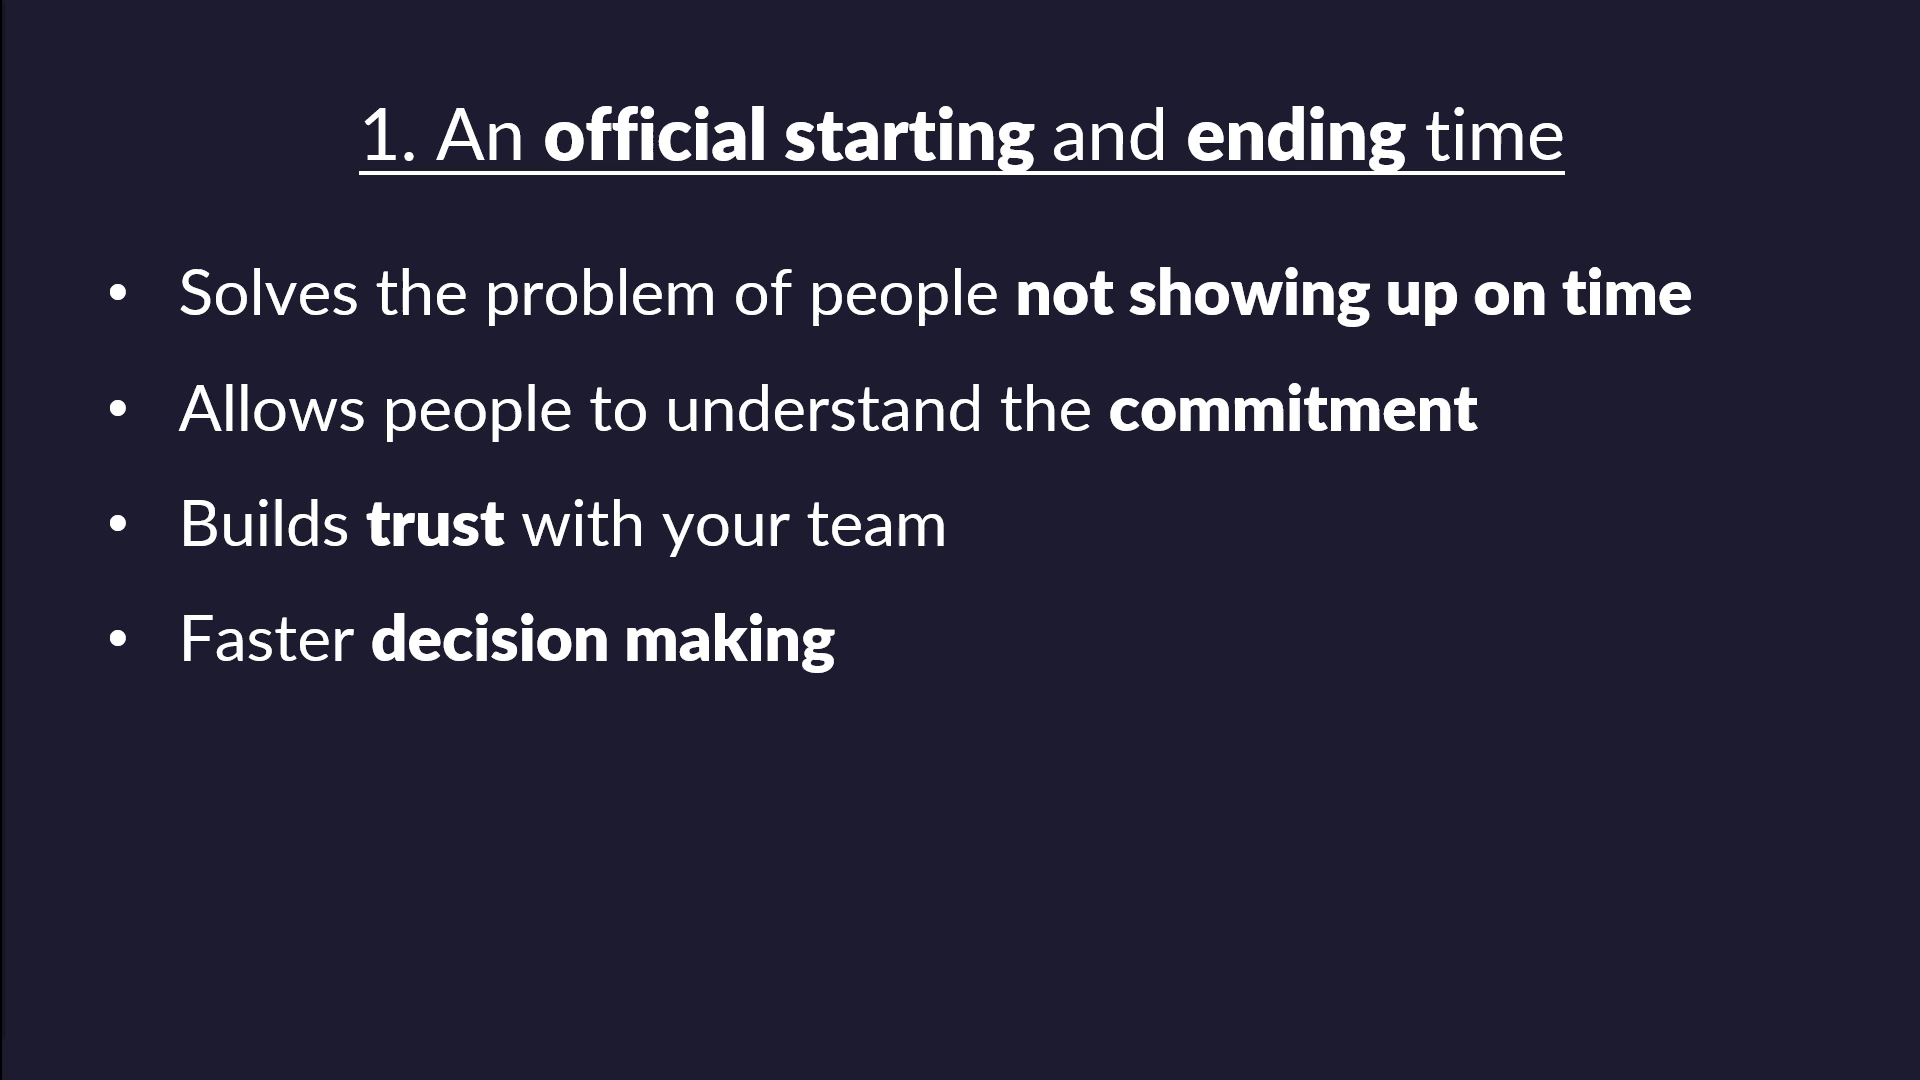 1. An official starting and ending time
• Solves the problem of people not showing up on time
• Allows people to understand the commitment
• Builds trust with your team
• Faster decision making